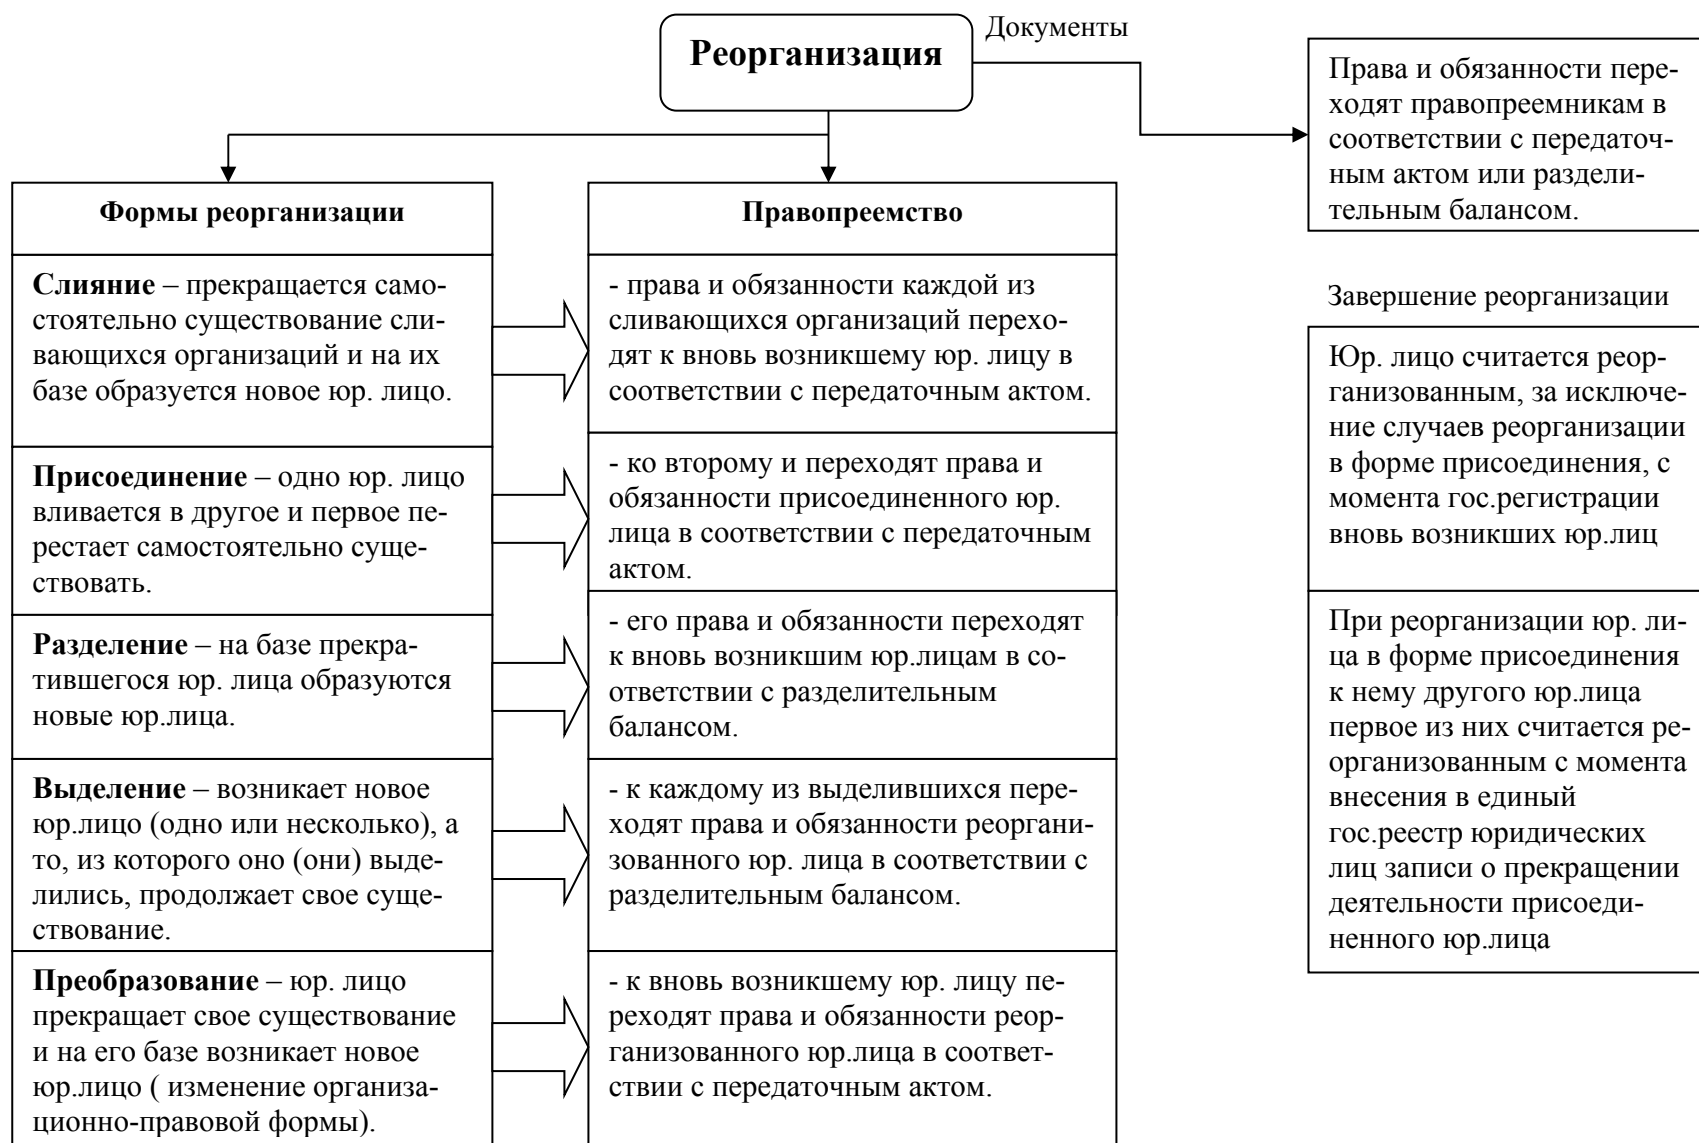 Реорганизация
Документы
Права и обязанности пере-
ходят правопреемникам в
соответствии с передаточ-
ным актом или раздели-
тельным балансом.
Формы реорганизации
Правопреемство
Слияние – прекращается само-
стоятельно существование сли-
вающихся организаций и на их
базе образуется новое юр. лицо.
- права и обязанности каждой из
сливающихся организаций перехо-
дят к вновь возникшему юр. лицу в
соответствии с передаточным актом.
Присоединение – одно юр. лицо
вливается в другое и первое пе-
рестает самостоятельно суще-
ствовать.
- ко второму и переходят права и
обязанности присоединенного юр.
лица в соответствии с передаточным
актом.
Разделение – на базе прекра-
тившегося юр. лица образуются
новые юр.лица.
- его права и обязанности переходят
к вновь возникшим юр.лицам в со-
ответствии с разделительным
балансом.
Выделение – возникает новое
юр.лицо (одно или несколько), а
то, из которого оно (они) выде-
лились, продолжает свое суще-
ствование.
- к каждому из выделившихся пере-
ходят права и обязанности реоргани-
зованного юр. лица в соответствии с
разделительным балансом.
Преобразование – юр. лицо
прекращает свое существование
и на его базе возникает новое
юр.лицо ( изменение организа-
ционно-правовой формы).
- к вновь возникшему юр. лицу пе-
реходят права и обязанности реор-
ганизованного юр.лица в соответ-
ствии с передаточным актом.
Завершение реорганизации
Юр. лицо считается реор-
ганизованным, за исключе-
ние случаев реорганизации
в форме присоединения, с
момента гос.регистрации
вновь возникших юр.лиц
При реорганизации юр. ли-
ца в форме присоединения
к нему другого юр.лица
первое из них считается ре-
организованным с момента
внесения в единый
гос.реестр юридических
лиц записи о прекращении
деятельности присоеди-
ненного юр.лица